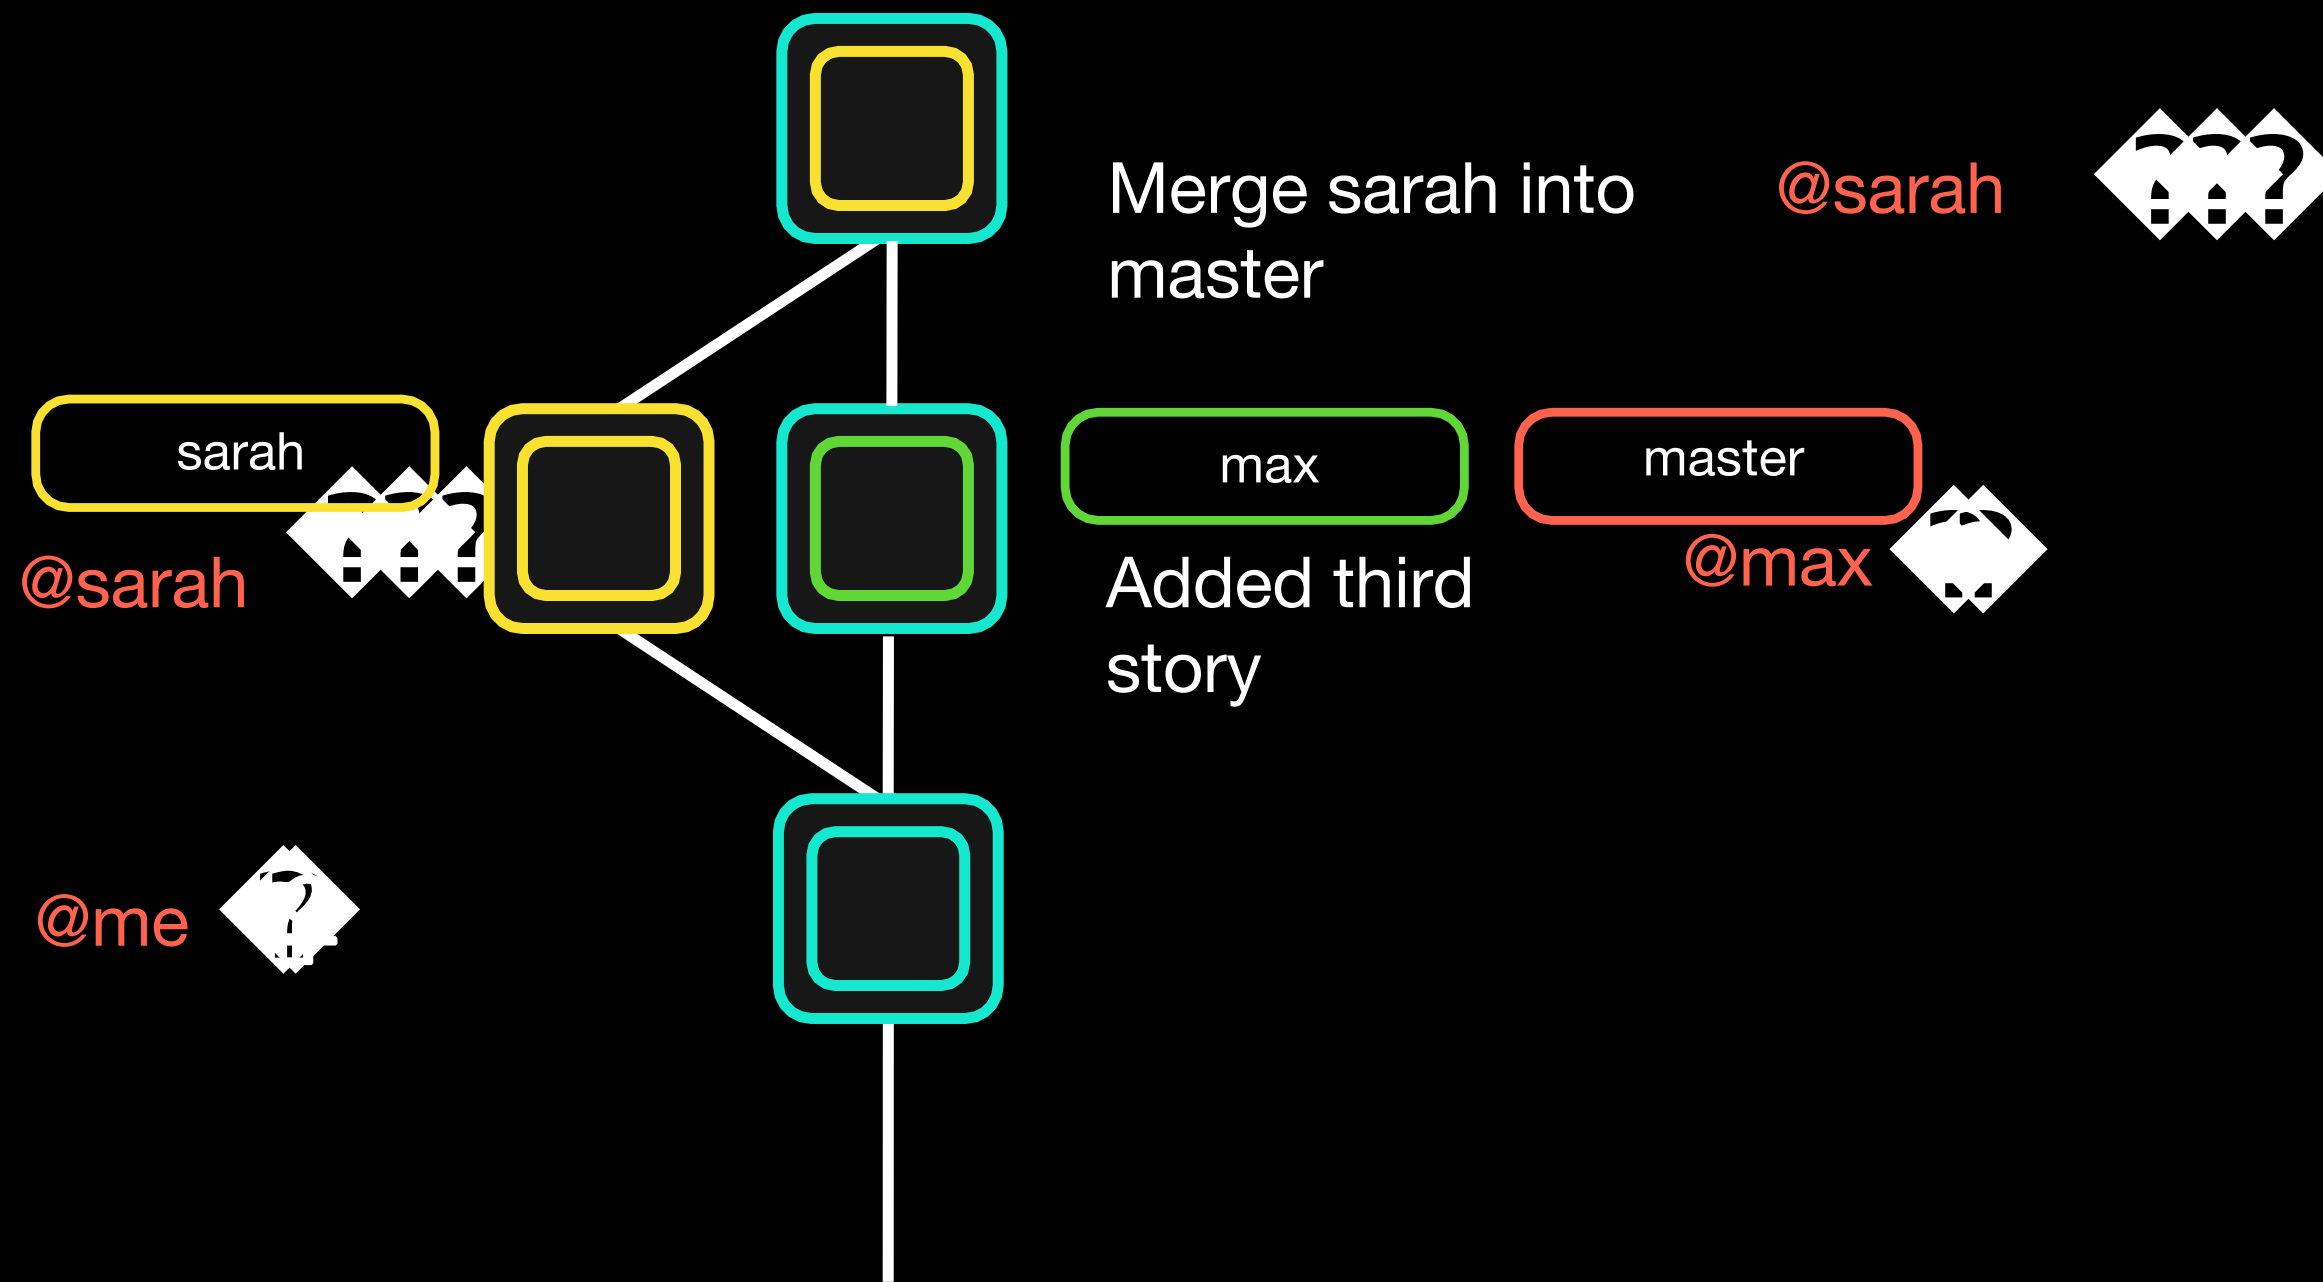 Merge sarah into
master
@sarah ���
sarah
max
master
@sarah ���
Added third
story
@max ��
@me ��